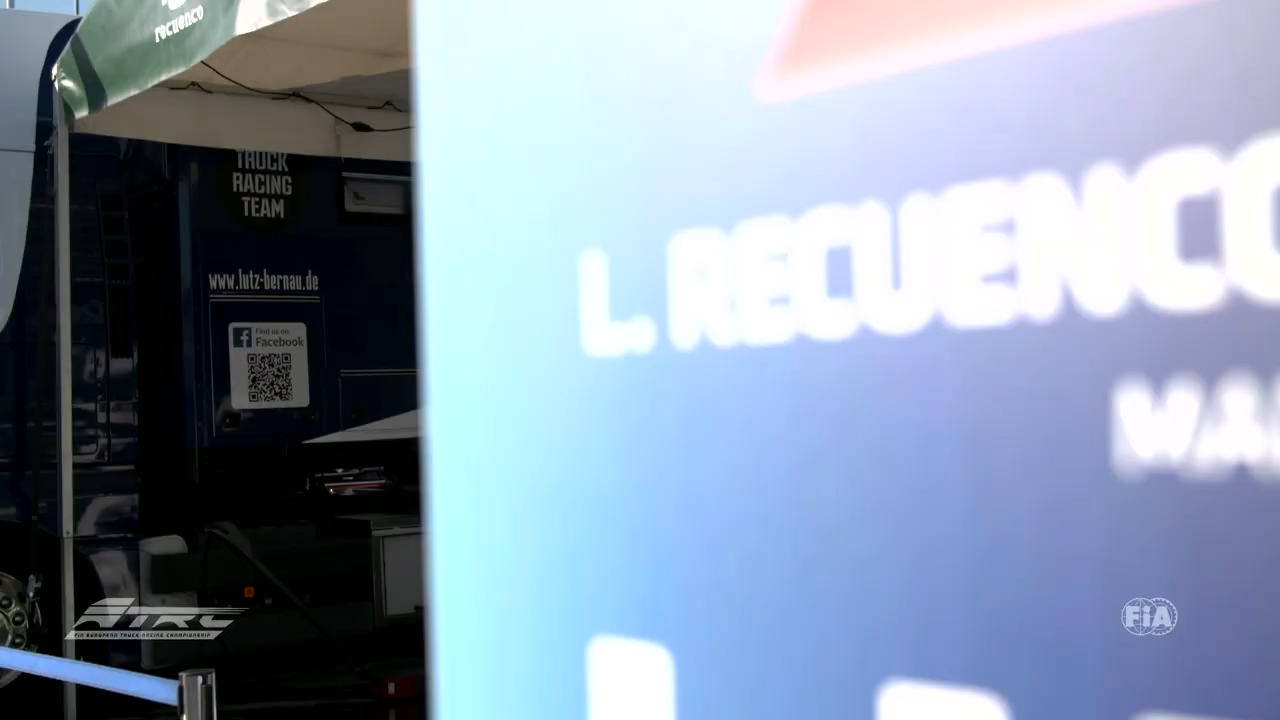 recuenco
TRUCK
RACING
TEAM
www.lutz-bernau.de
Find us on
Facebook
L. RECUENCO
FIA EUROPEAN TRUCK RACING CHAMPIONSHIP
FIA